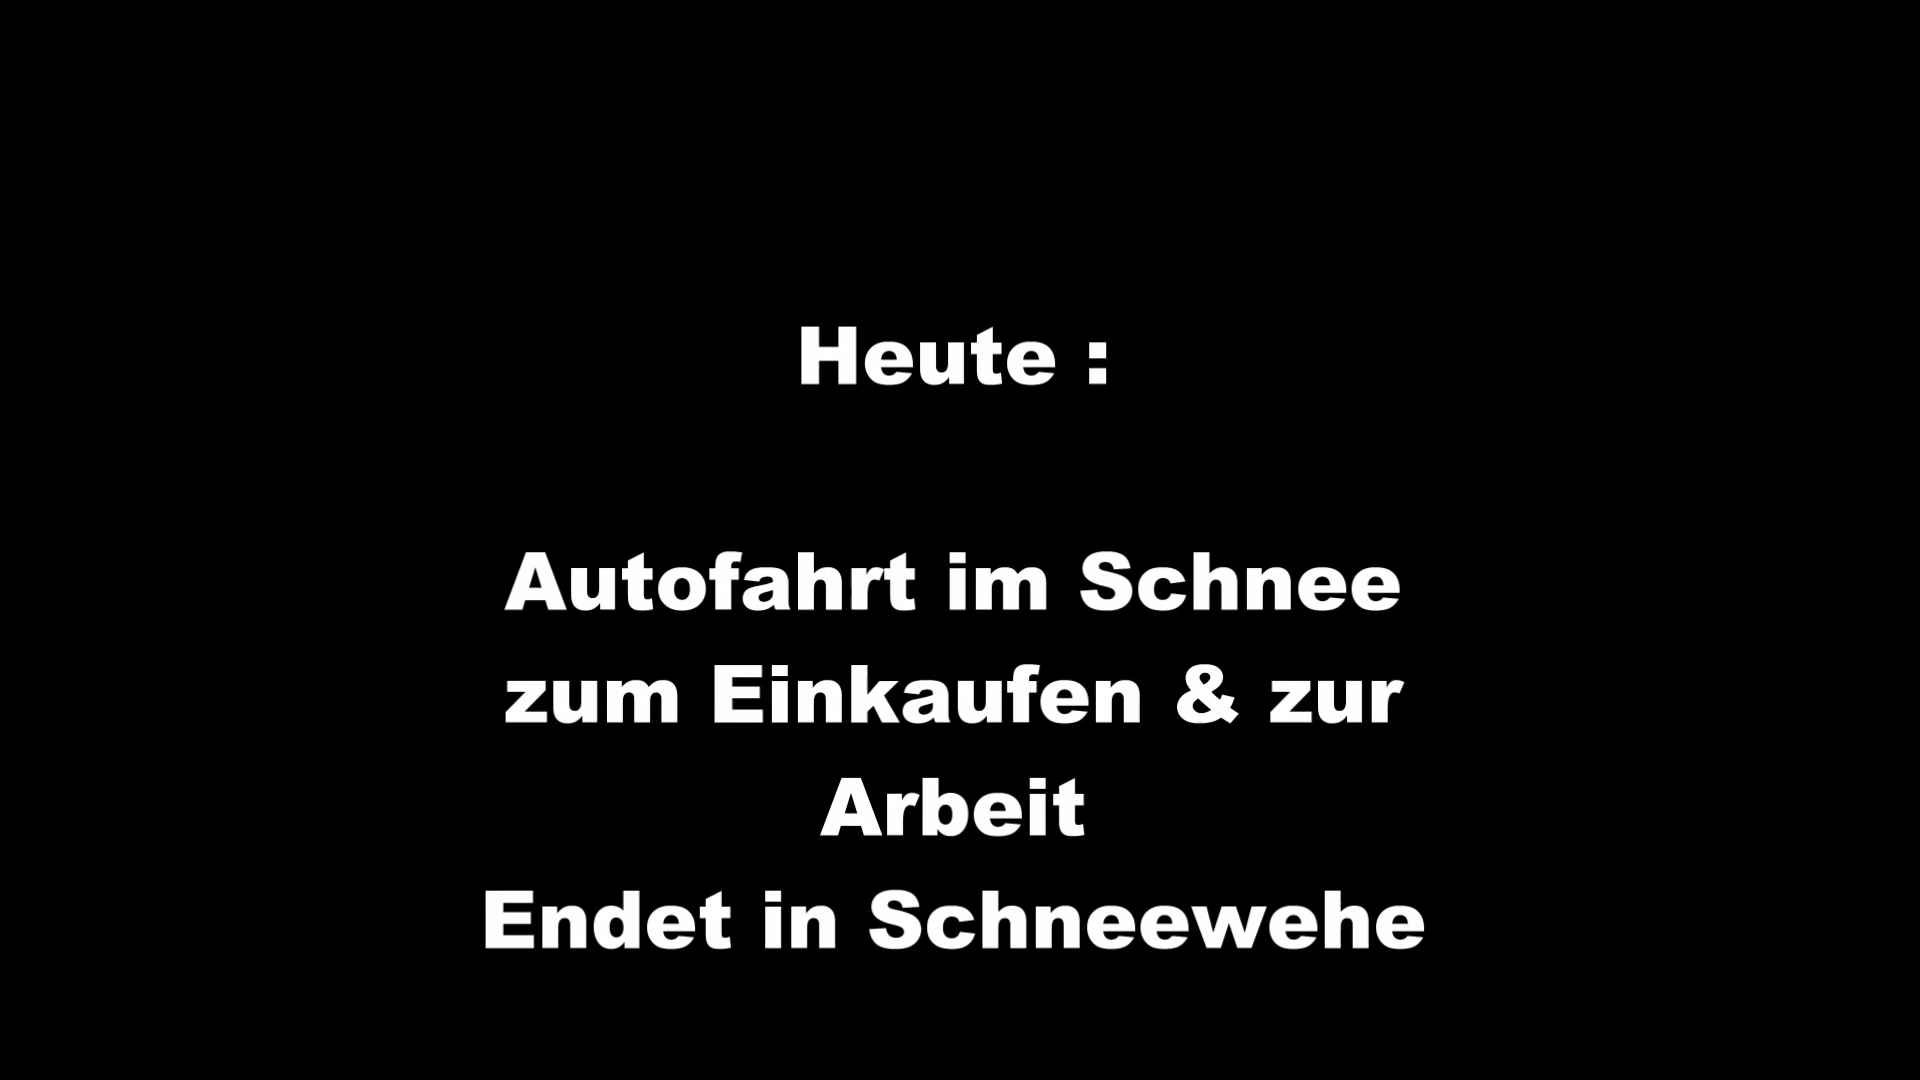 Heute :
Autofahrt im Schnee
zum Einkaufen & zur
Arbeit
Endet in Schneewehe